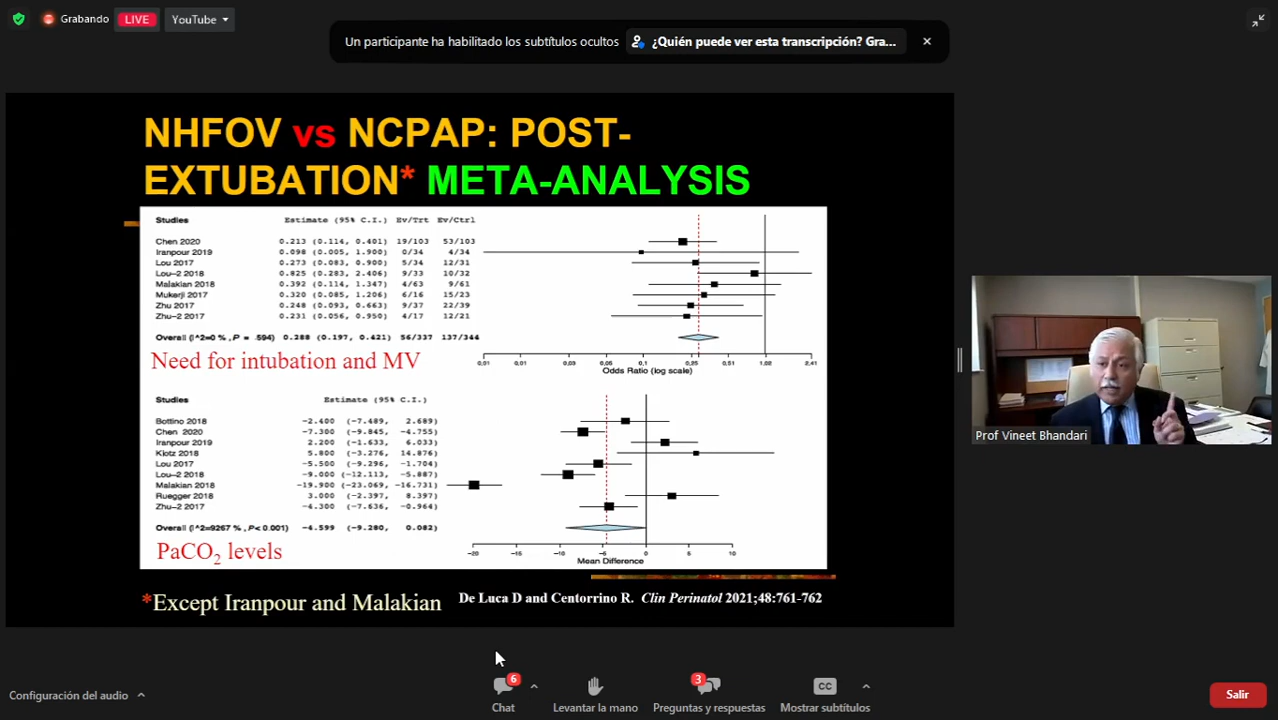 Grabando
LIVE
YouTube
Un participante ha habilitado los subtítulos ocultos
¿Quién puede ver esta transcripción? Gra...
NHFOV vs NCPAP: POST-
EXTUBATION* META-ANALYSIS
Studies Estimate (95% C.I.) Ev/Trt Ev/Ctrl
Chen 2020 0.213 (0.114, 0.401) 19/103 53/103
Iranpour 2019 0.098 (0.005, 1.900) 0/34 4/34
Lou 2017 0.273 (0.083, 0.900) 5/34 12/31
Lou-2 2018 0.825 (0.283, 2.406) 9/33 10/32
Malakian 2018 0.392 (0.114, 1.347) 4/63 9/61
Mukerji 2017 0.320 (0.085, 1.206) 6/16 15/23
Zhu 2017 0.248 (0.093, 0.663) 9/37 22/39
Zhu-2 2017 0.231 (0.056, 0.950) 4/17 12/21
Overall (I^2=0 % , P = .594) 0.288 (0.197, 0.421) 56/337 137/344
Need for intubation and MV
0.1 0.51 1.02 2.41
Odds Ratio (log scale)
Studies Estimate (95% C.I.)
Bottino 2018 -2.400 (-7.489, 2.689)
Chen 2020 -7.300 (-9.845, -4.755)
Iranpour 2019 2.200 (-1.633, 6.033)
Klotz 2018 5.800 (-3.276, 14.876)
Lou 2017 -5.500 (-9.296, -1.704)
Lou-2 2018 -9.000 (-12.113, -5.887)
Malakian 2018 -19.900 (-23.069, -16.731)
Ruegger 2018 3.000 (-2.397, 8.397)
Zhu-2 2017 -4.300 (-7.636, -0.964)
Overall (I^2=9267 % , P< 0.001) -4.599 (-9.280, 0.082)
PaCO2 levels
-20 -15 -10 -5 0 5 10
Mean Difference
*Except Iranpour and Malakian
De Luca D and Centorrino R. Clin Perinatol 2021;48:761-762
Prof Vineet Bhandari
Configuración del audio
6
Chat
Levantar la mano
3
Preguntas y respuestas
CC
Mostrar subtítulos
Salir